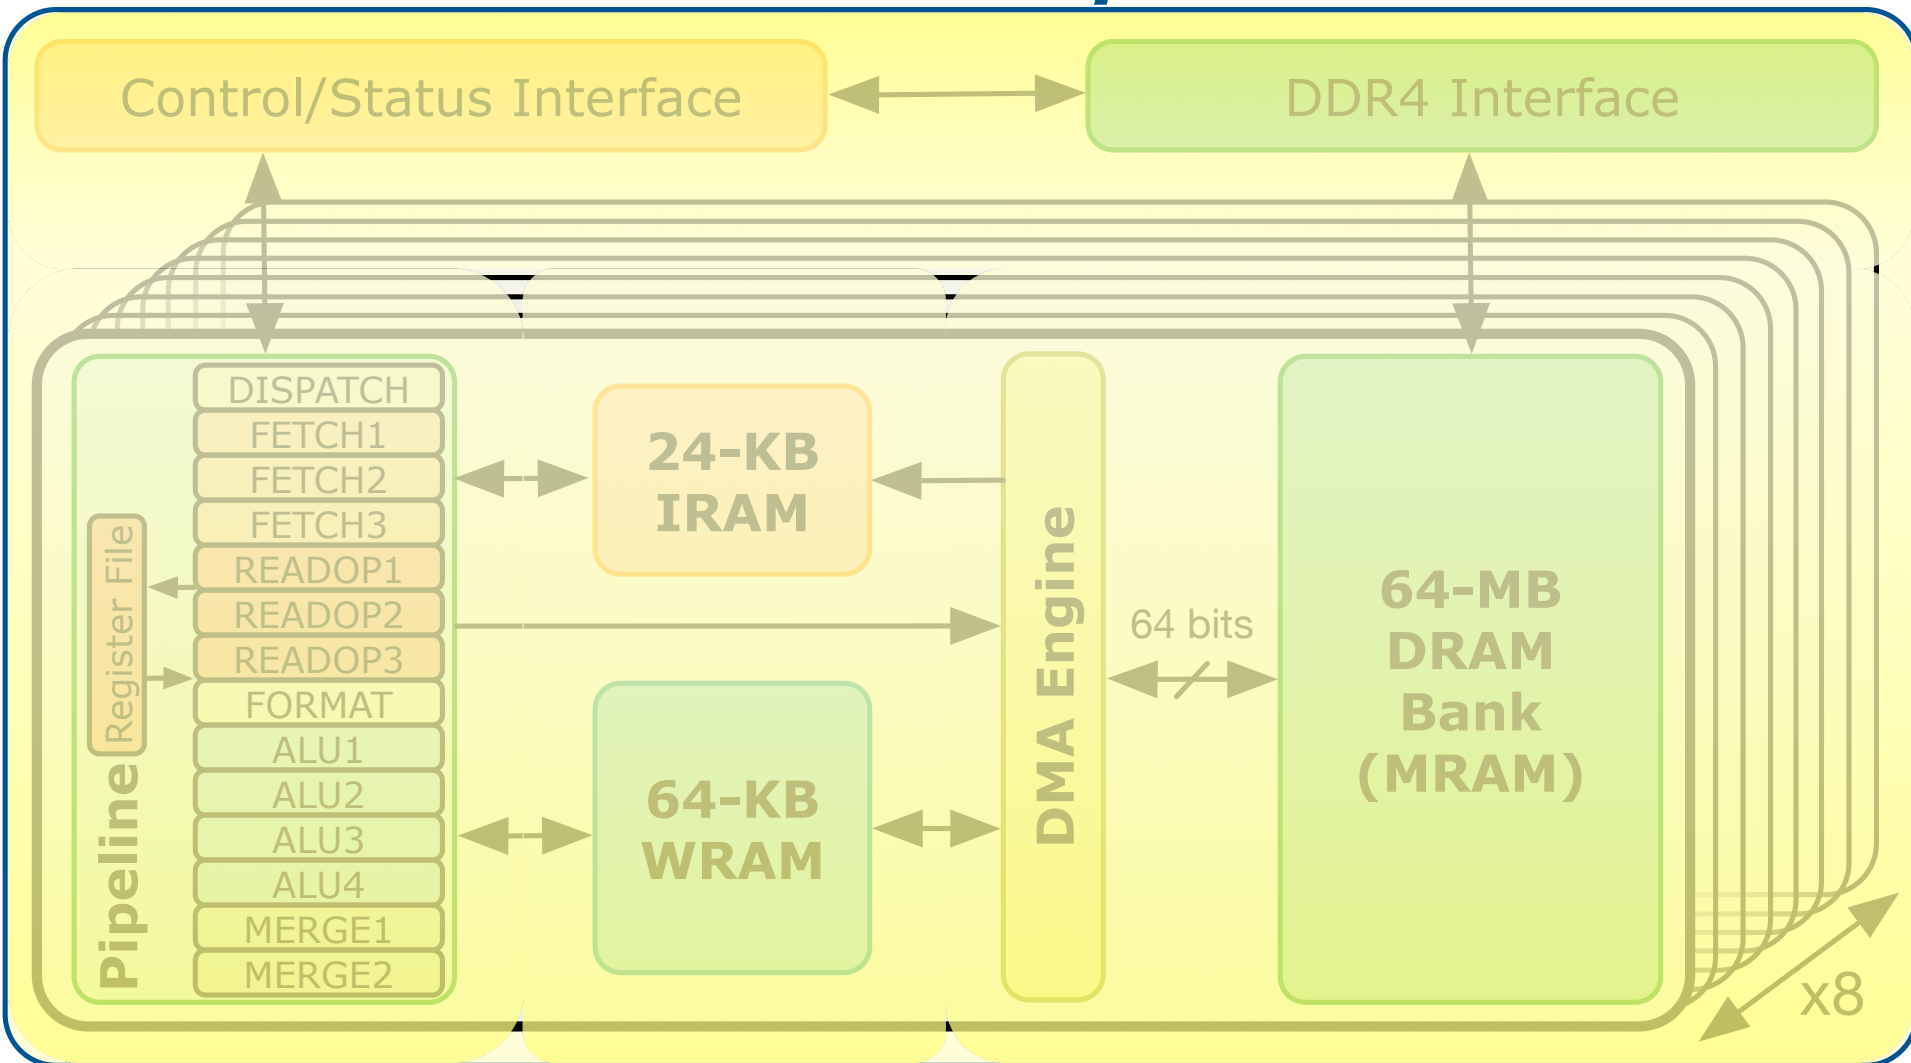 Control/Status Interface
DDR4 Interface
DISPATCH
FETCH1
FETCH2
FETCH3
READOP1
READOP2
READOP3
FORMAT
ALU1
ALU2
ALU3
ALU4
MERGE1
MERGE2
Register File
Pipeline
24-KB
IRAM
64-KB
WRAM
DMA Engine
64 bits
64-MB
DRAM
Bank
(MRAM)
x8